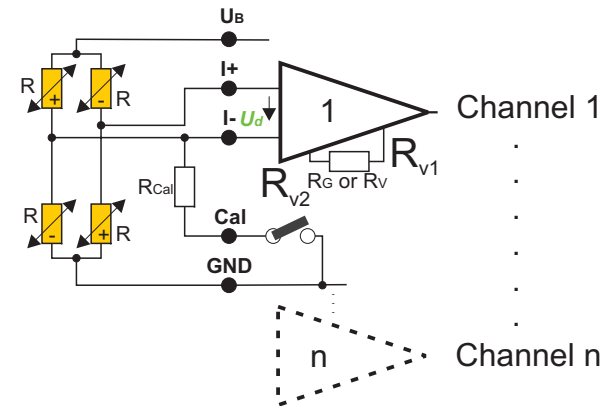 UB
I+
R + - R
1
Channel 1
I- Ud
Rv1
RG or RV
Rv2
RCal
R - + R
Cal
GND
n
Channel n